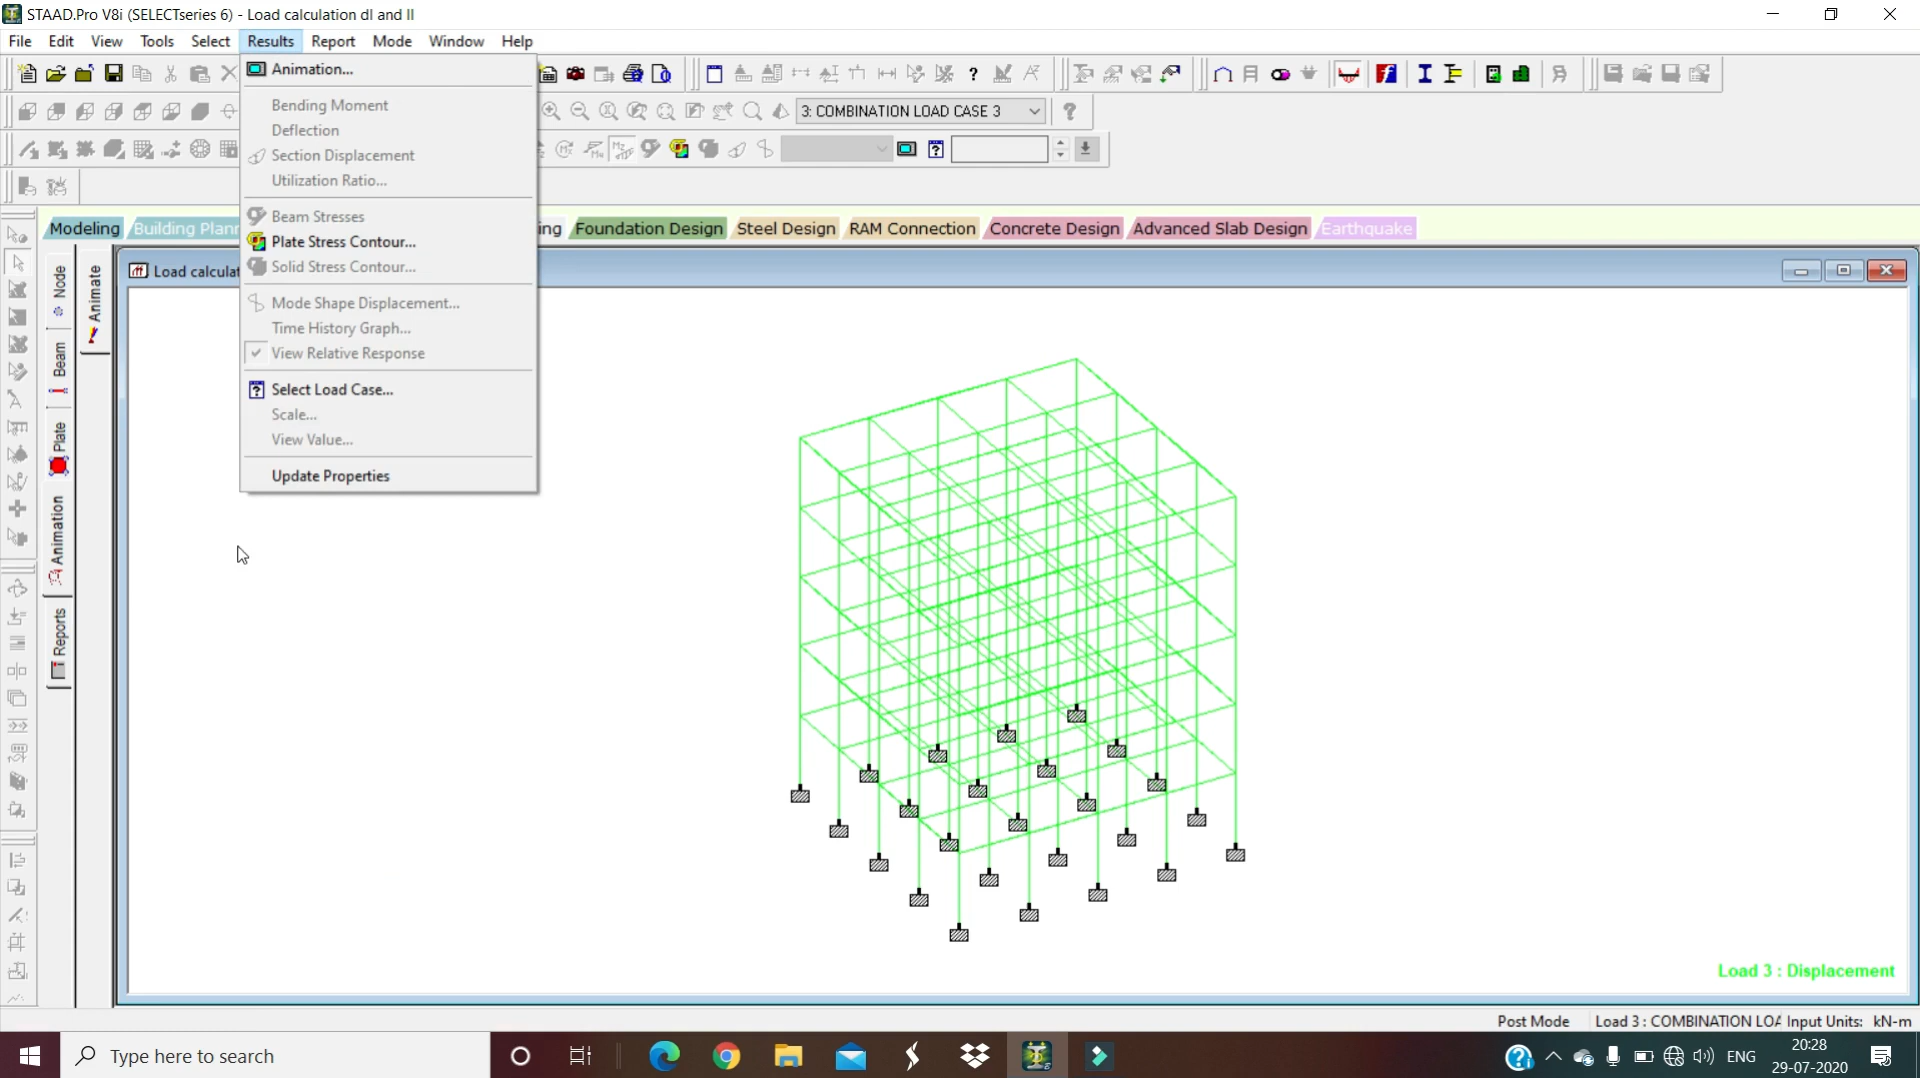 STAAD.Pro V8i (SELECTseries 6) - Load calculation dl and ll
File Edit View Tools Select Results Report Mode Window Help
Animation...
Bending Moment
Deflection
Section Displacement
Utilization Ratio...
Beam Stresses
Plate Stress Contour...
Solid Stress Contour...
Mode Shape Displacement...
Time History Graph...
View Relative Response
Select Load Case...
Scale...
View Value...
Update Properties
3: COMBINATION LOAD CASE 3
Modeling Building Plann ing Foundation Design Steel Design RAM Connection Concrete Design Advanced Slab Design Earthquake
Load calculat
Node
Beam
Plate
Animation
Reports
Animate
Load 3 : Displacement
Post Mode Load 3 : COMBINATION LOA Input Units: kN-m
Type here to search
ENG
20:28
29-07-2020